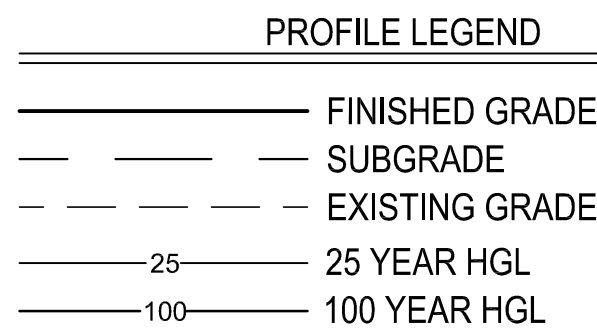 PROFILE LEGEND
FINISHED GRADE
SUBGRADE
EXISTING GRADE
25 25 YEAR HGL
100 100 YEAR HGL